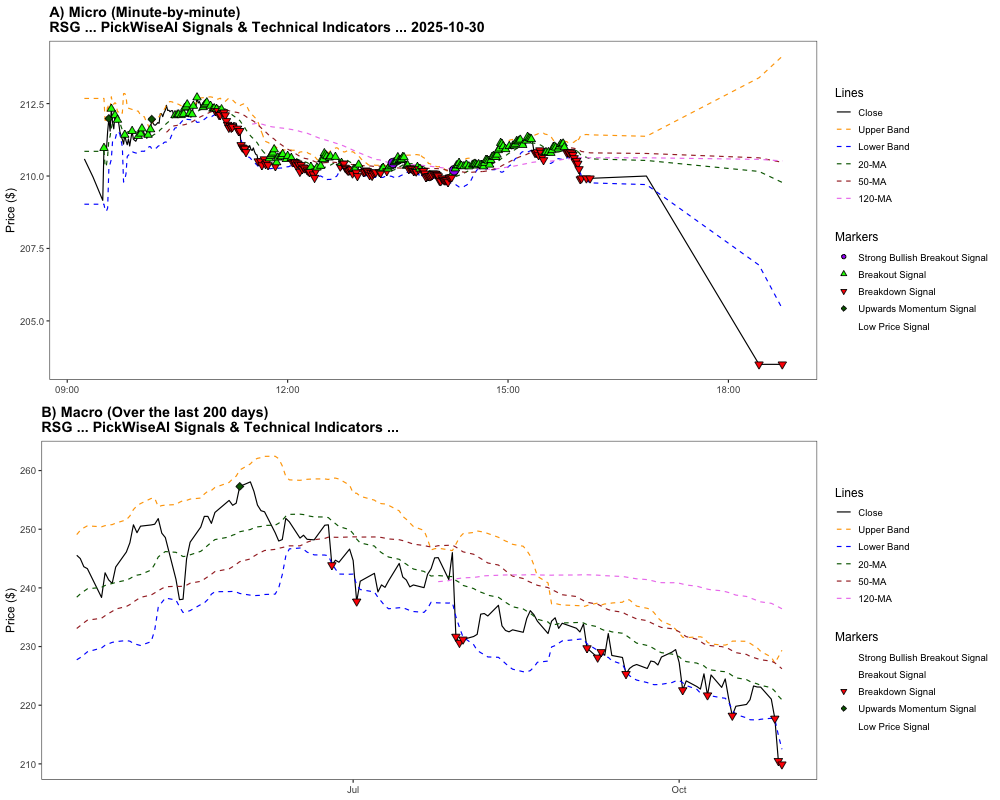 A) Micro (Minute-by-minute)
RSG ... PickWiseAI Signals & Technical Indicators ... 2025-10-30
Price ($)
212.5
210.0
207.5
205.0
09:00
12:00
15:00
18:00
Lines
Close
Upper Band
Lower Band
20-MA
50-MA
120-MA
Markers
Strong Bullish Breakout Signal
Breakout Signal
Breakdown Signal
Upwards Momentum Signal
Low Price Signal
B) Macro (Over the last 200 days)
RSG ... PickWiseAI Signals & Technical Indicators ...
Price ($)
260
250
240
230
220
210
Jul
Oct
Lines
Close
Upper Band
Lower Band
20-MA
50-MA
120-MA
Markers
Strong Bullish Breakout Signal
Breakout Signal
Breakdown Signal
Upwards Momentum Signal
Low Price Signal